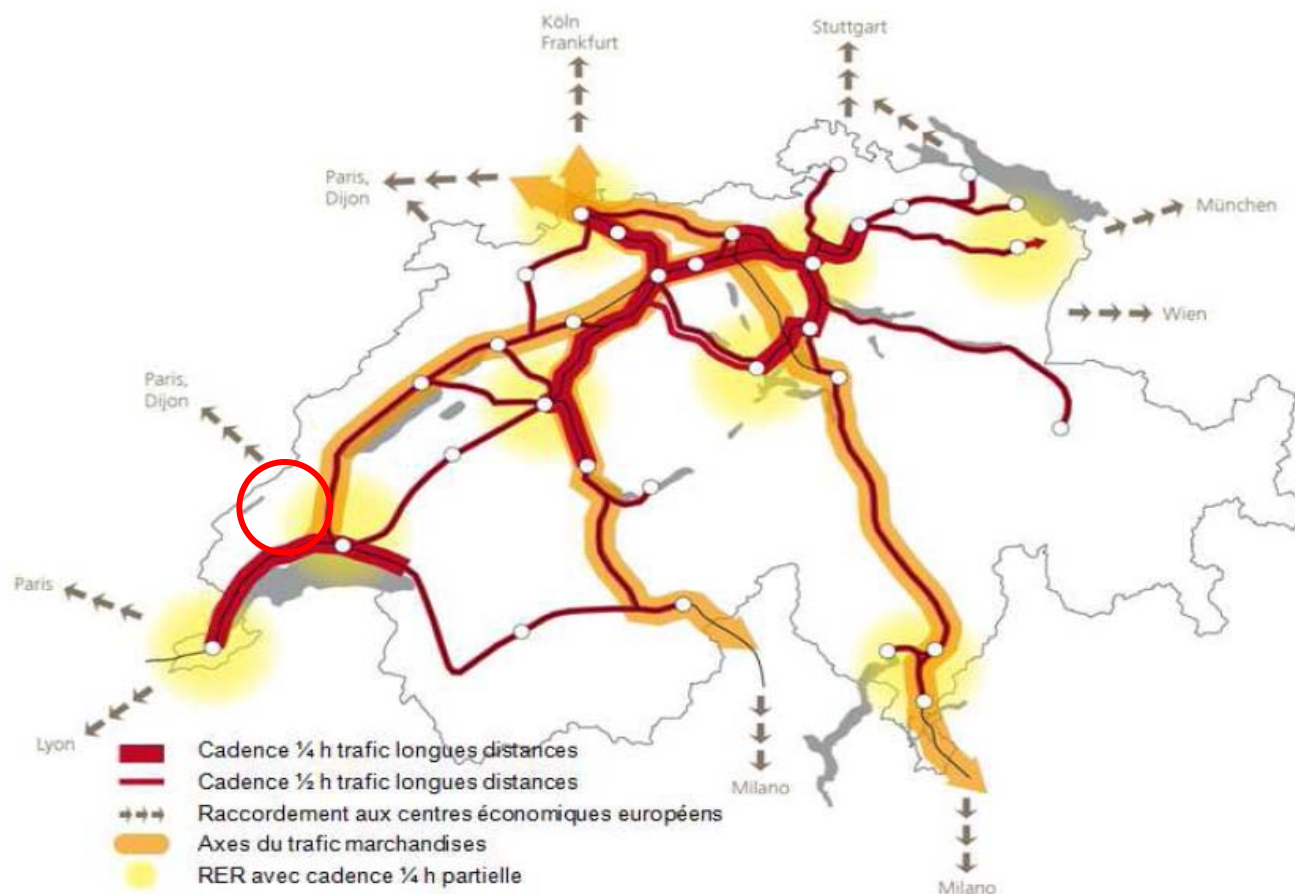 Köln
Frankfurt
Stuttgart
Paris,
Dijon
München
Wien
Paris,
Dijon
Paris
Lyon
Milano
Milano
Cadence ¼ h trafic longues distances
Cadence ½ h trafic longues distances
Raccordement aux centres économiques européens
Axes du trafic marchandises
RER avec cadence ¼ h partielle